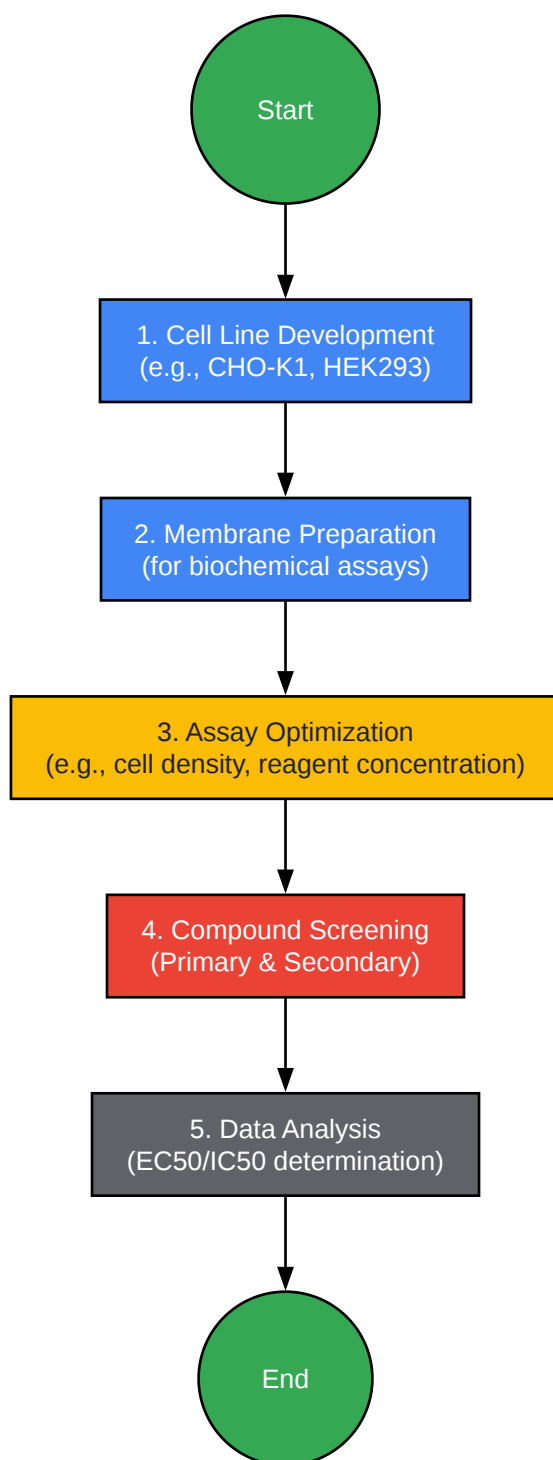 Start
1. Cell Line Development
(e.g., CHO-K1, HEK293)
2. Membrane Preparation
(for biochemical assays)
3. Assay Optimization
(e.g., cell density, reagent concentration)
4. Compound Screening
(Primary & Secondary)
5. Data Analysis
(EC50/IC50 determination)
End